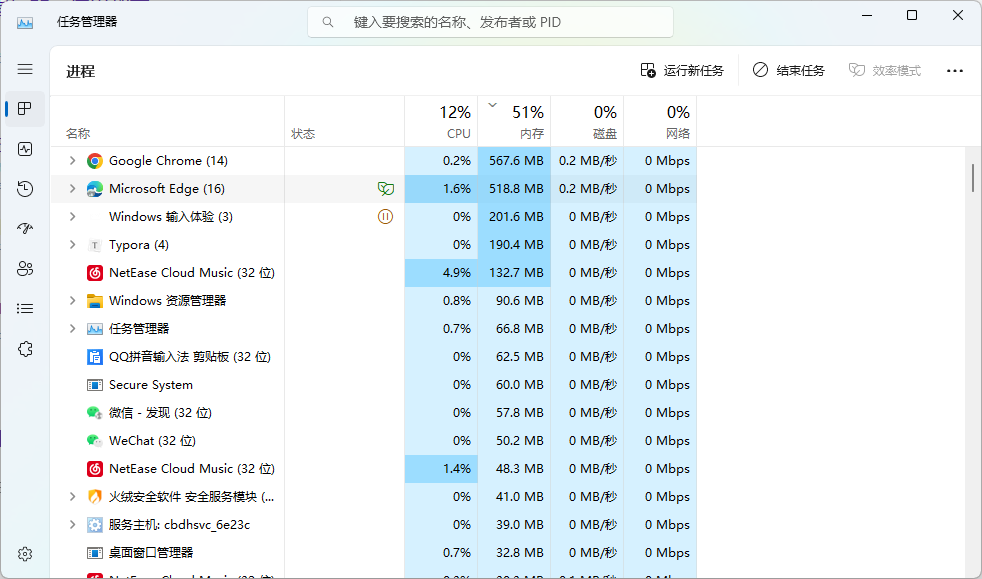 任务管理器
键入要搜索的名称、发布者或 PID
进程
运行新任务
结束任务
效率模式
12% 51% 0% 0%
名称 状态 CPU 内存 磁盘 网络
Google Chrome (14) 0.2% 567.6 MB 0.2 MB/秒 0 Mbps
Microsoft Edge (16) 1.6% 518.8 MB 0.2 MB/秒 0 Mbps
Windows 输入体验 (3) 0% 201.6 MB 0 MB/秒 0 Mbps
T Typora (4) 0% 190.4 MB 0 MB/秒 0 Mbps
NetEase Cloud Music (32 位) 4.9% 132.7 MB 0 MB/秒 0 Mbps
Windows 资源管理器 0.8% 90.6 MB 0 MB/秒 0 Mbps
任务管理器 0.7% 66.8 MB 0 MB/秒 0 Mbps
QQ拼音输入法 剪贴板 (32 位) 0% 62.5 MB 0 MB/秒 0 Mbps
Secure System 0% 60.0 MB 0 MB/秒 0 Mbps
微信 - 发现 (32 位) 0% 57.8 MB 0 MB/秒 0 Mbps
WeChat (32 位) 0% 50.2 MB 0 MB/秒 0 Mbps
NetEase Cloud Music (32 位) 1.4% 48.3 MB 0 MB/秒 0 Mbps
火绒安全软件 安全服务模块 (... 0% 41.0 MB 0 MB/秒 0 Mbps
服务主机: cbdhsvc_6e23c 0% 39.0 MB 0 MB/秒 0 Mbps
桌面窗口管理器 0.7% 32.8 MB 0 MB/秒 0 Mbps